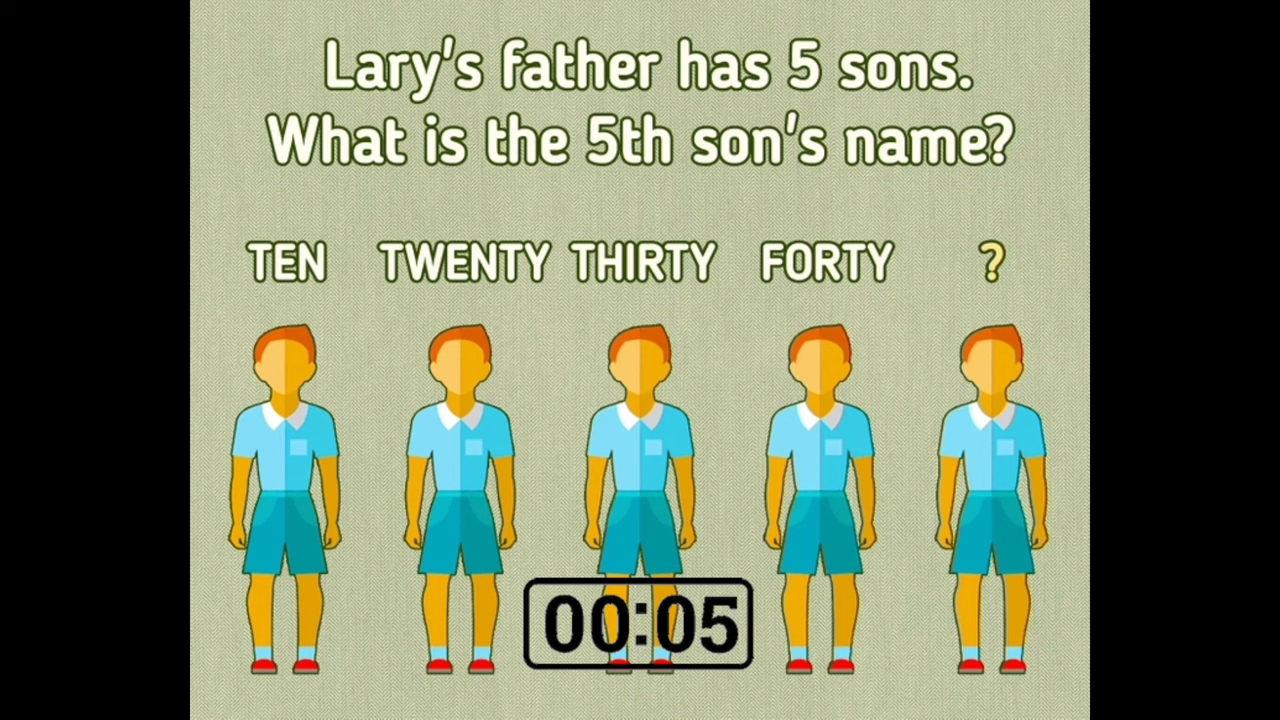 Lary's father has 5 sons.
What is the 5th son's name?
TEN TWENTY THIRTY FORTY ?
00:05